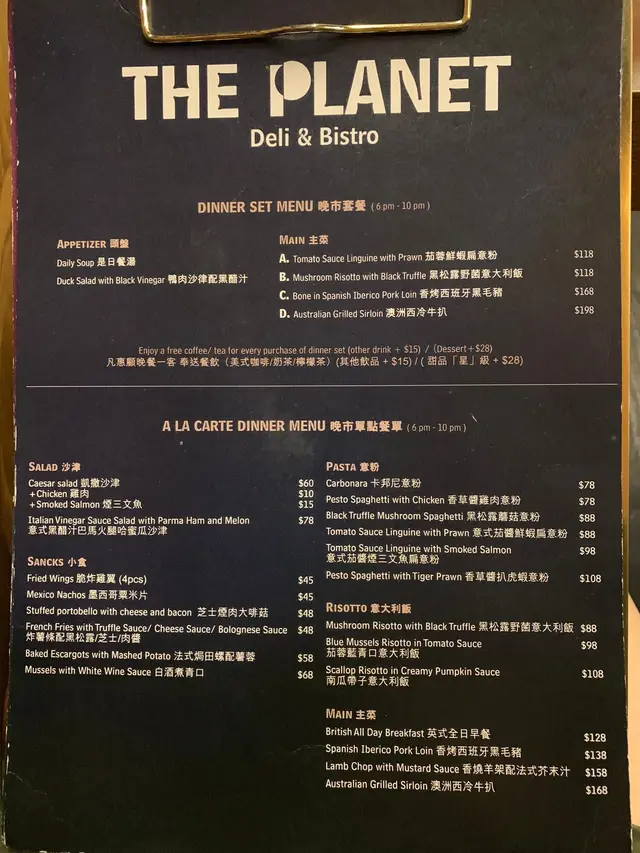 THE PLANET
Deli & Bistro
DINNER SET MENU 晚市套餐 ( 6 pm - 10 pm )
APPETIZER 頭盤
Daily Soup 是日餐湯
Duck Salad with Black Vinegar 鴨肉沙律配黑醋汁
MAIN 主菜
A. Tomato Sauce Linguine with Prawn 茄蓉鮮蝦扁意粉 $118
B. Mushroom Risotto with Black Truffle 黑松露野菌意大利飯 $118
C. Bone in Spanish Iberico Pork Loin 香烤西班牙黑毛豬 $168
D. Australian Grilled Sirloin 澳洲西冷牛扒 $198
Enjoy a free coffee/ tea for every purchase of dinner set (other drink + $15) / (Dessert+$28)
凡惠顧晚餐一客 奉送餐飲（美式咖啡/奶茶/檸檬茶）(其他飲品 + $15) / ( 甜品「星」級 + $28)
A LA CARTE DINNER MENU 晚市單點餐單 ( 6 pm - 10 pm )
SALAD 沙津
Caesar salad 凱撒沙津 $60
+Chicken 雞肉 $10
+Smoked Salmon 煙三文魚 $15
Italian Vinegar Sauce Salad with Parma Ham and Melon $78
意式黑醋汁巴馬火腿哈蜜瓜沙津
SANCKS 小食
Fried Wings 脆炸雞翼 (4pcs) $45
Mexico Nachos 墨西哥粟米片 $45
Stuffed portobello with cheese and bacon 芝士煙肉大啡菇 $48
French Fries with Truffle Sauce/ Cheese Sauce/ Bolognese Sauce $48
炸薯條配黑松露/芝士/肉醬
Baked Escargots with Mashed Potato 法式焗田螺配薯蓉 $58
Mussels with White Wine Sauce 白酒煮青口 $68
PASTA 意粉
Carbonara 卡邦尼意粉 $78
Pesto Spaghetti with Chicken 香草醬雞肉意粉 $78
Black Truffle Mushroom Spaghetti 黑松露蘑菇意粉 $88
Tomato Sauce Linguine with Prawn 意式茄醬鮮蝦扁意粉 $88
Tomato Sauce Linguine with Smoked Salmon $98
意式茄醬煙三文魚扁意粉
Pesto Spaghetti with Tiger Prawn 香草醬扒虎蝦意粉 $108
RISOTTO 意大利飯
Mushroom Risotto with Black Truffle 黑松露野菌意大利飯 $88
Blue Mussels Risotto in Tomato Sauce $98
茄蓉藍青口意大利飯
Scallop Risotto in Creamy Pumpkin Sauce $108
南瓜帶子意大利飯
MAIN 主菜
British All Day Breakfast 英式全日早餐 $128
Spanish Iberico Pork Loin 香烤西班牙黑毛豬 $138
Lamb Chop with Mustard Sauce 香燒羊架配法式芥末汁 $158
Australian Grilled Sirloin 澳洲西冷牛扒 $168